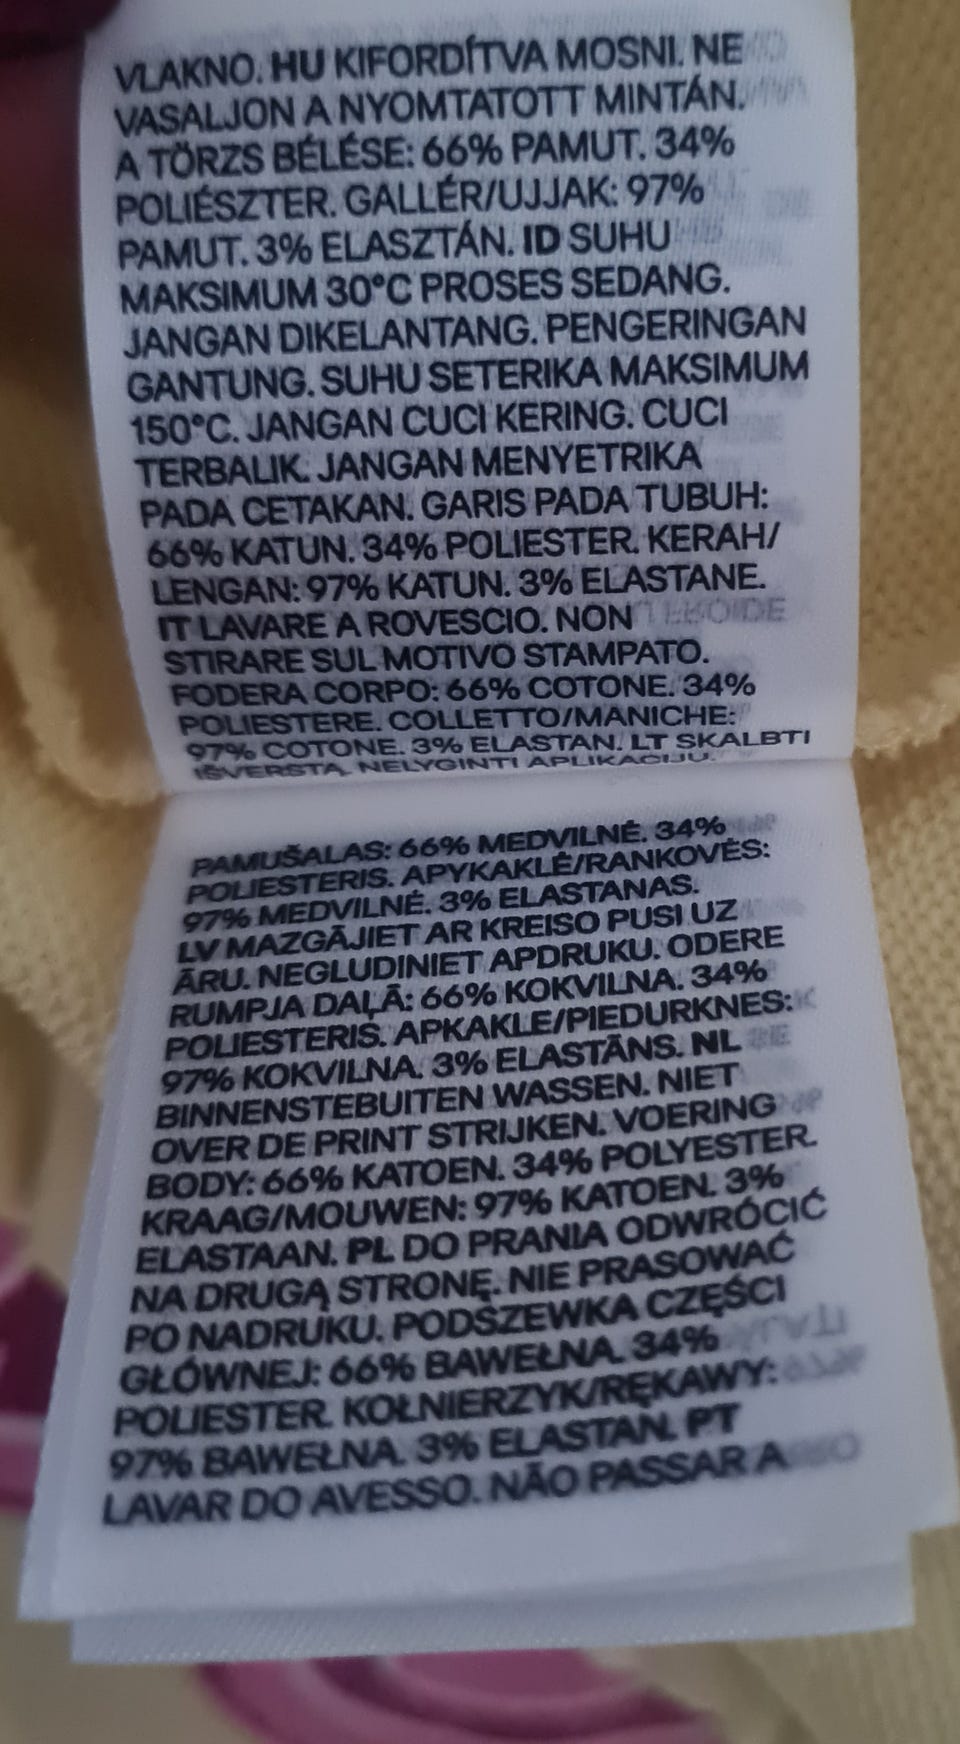 VLAKNO. HU KIFORDÍTVA MOSNI. NE
VASALJON A NYOMTATOTT MINTÁN.
A TÖRZS BÉLÉSE: 66% PAMUT. 34%
POLIÉSZTER. GALLÉR/UJJAK: 97%
PAMUT. 3% ELASZTÁN. ID SUHU
MAKSIMUM 30°C PROSES SEDANG.
JANGAN DIKELANTANG. PENGERINGAN
GANTUNG. SUHU SETERIKA MAKSIMUM
150°C. JANGAN CUCI KERING. CUCI
TERBALIK. JANGAN MENYETRIKA
PADA CETAKAN. GARIS PADA TUBUH:
66% KATUN. 34% POLIESTER. KERAH/
LENGAN: 97% KATUN. 3% ELASTANE.
IT LAVARE A ROVESCIO. NON
STIRARE SUL MOTIVO STAMPATO.
FODERA CORPO: 66% COTONE. 34%
POLIESTERE. COLLETTO/MANICHE:
97% COTONE. 3% ELASTAN. LT SKALBTI
IŠVERSTĄ. NELYGINTI APLIKACIJŲ.
PAMUŠALAS: 66% MEDVILNĖ. 34%
POLIESTERIS. APYKAKLĖ/RANKOVĖS:
97% MEDVILNĖ. 3% ELASTANAS.
LV MAZGĀJIET AR KREISO PUSI UZ
ĀRU. NEGLUDINIET APDRUKU. ODERE
RUMPJA DAĻĀ: 66% KOKVILNA. 34%
POLIESTERIS. APKAKLE/PIEDURKNES:
97% KOKVILNA. 3% ELASTĀNS. NL
BINNENSTEBUITEN WASSEN. NIET
OVER DE PRINT STRIJKEN. VOERING
BODY: 66% KATOEN. 34% POLYESTER.
KRAAG/MOUWEN: 97% KATOEN. 3%
ELASTAAN. PL DO PRANIA ODWRÓCIĆ
NA DRUGĄ STRONĘ. NIE PRASOWAĆ
PO NADRUKU. PODSZEWKA CZĘŚCI
GŁÓWNEJ: 66% BAWEŁNA. 34%
POLIESTER. KOŁNIERZYK/RĘKAWY:
97% BAWEŁNA. 3% ELASTAN. PT
LAVAR DO AVESSO. NÃO PASSAR A